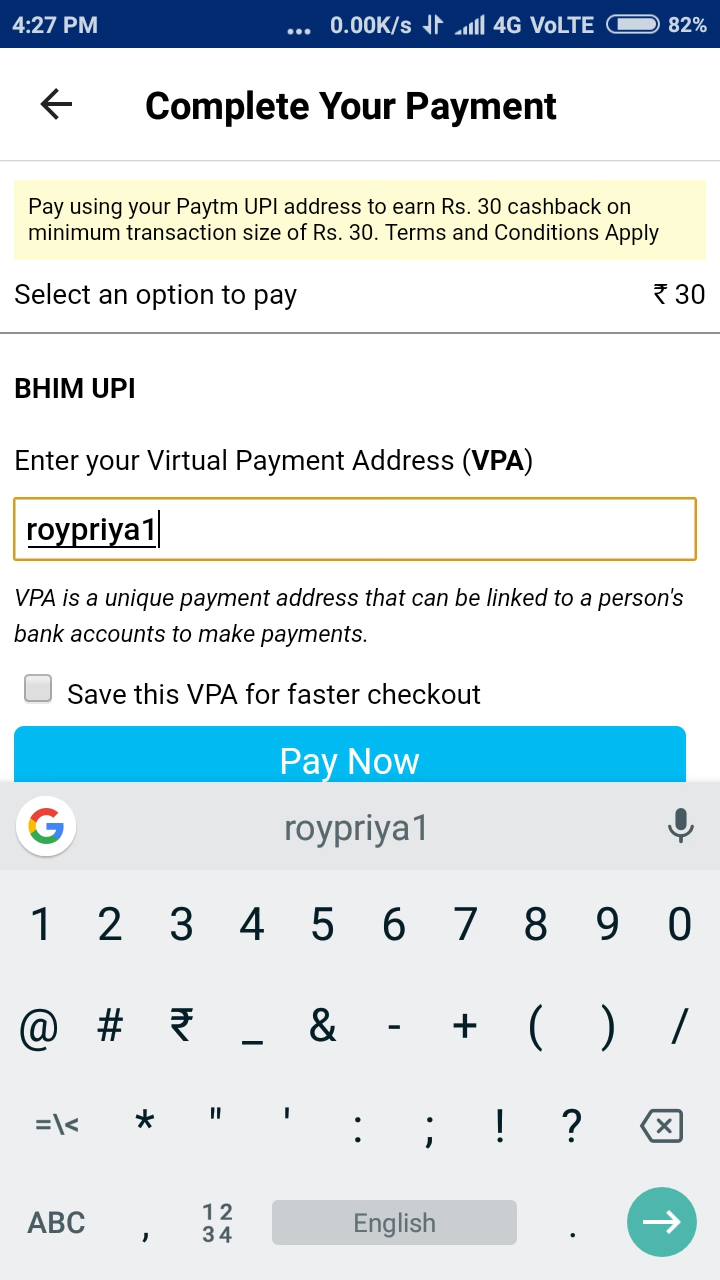 4:27 PM ... 0.00K/s 4G VoLTE 82%
Complete Your Payment
Pay using your Paytm UPI address to earn Rs. 30 cashback on
minimum transaction size of Rs. 30. Terms and Conditions Apply
Select an option to pay ₹ 30
BHIM UPI
Enter your Virtual Payment Address (VPA)
roypriya1
VPA is a unique payment address that can be linked to a person's
bank accounts to make payments.
Save this VPA for faster checkout
Pay Now
G roypriya1
1 2 3 4 5 6 7 8 9 0
@ # ₹ _ & - + ( ) /
=\< * " ' : ; ! ?
ABC , 12 English .
34